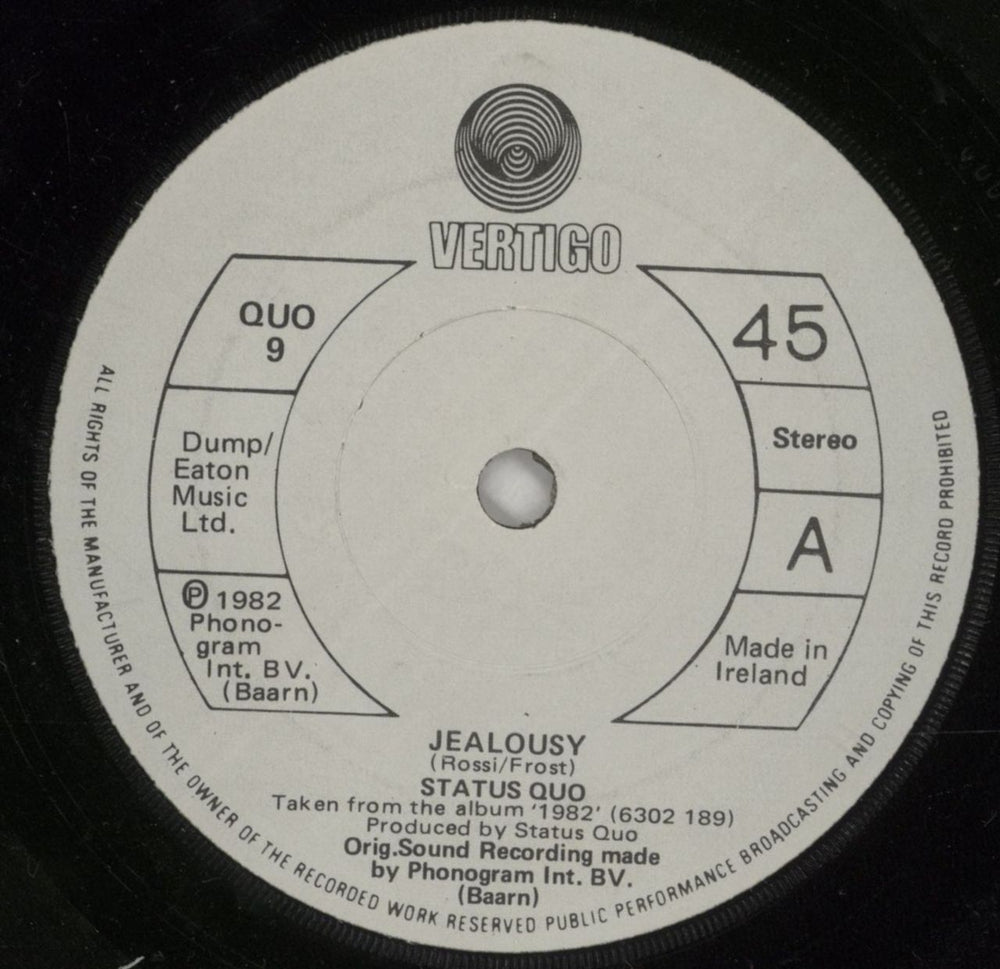 VERTIGO
QUO
9
Dump/
Eaton
Music
Ltd.
℗ 1982
Phono-
gram
Int. BV.
(Baarn)
45
Stereo
A
Made in
Ireland
JEALOUSY
(Rossi/Frost)
STATUS QUO
Taken from the album '1982' (6302 189)
Produced by Status Quo
Orig.Sound Recording made
by Phonogram Int. BV.
(Baarn)
ALL RIGHTS OF THE MANUFACTURER AND OF THE OWNER OF THE RECORDED WORK RESERVED PUBLIC PERFORMANCE BROADCASTING AND COPYING OF THIS RECORD PROHIBITED